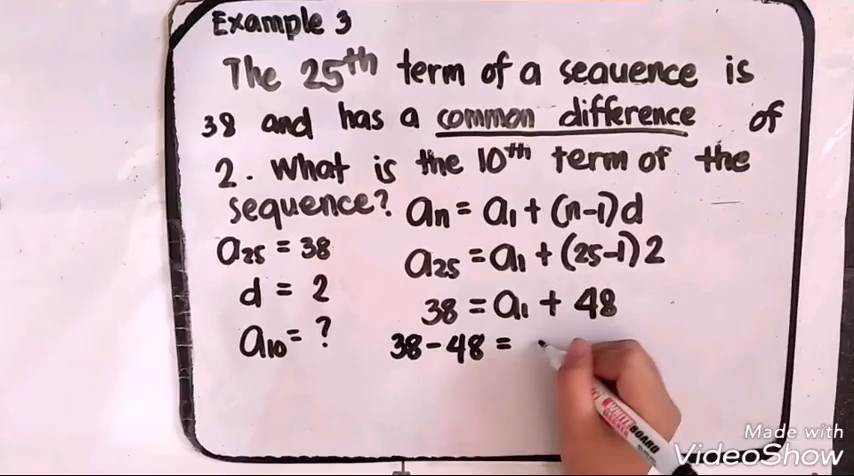 Example 3
The 25th term of a sequence is
38 and has a common difference of
2. What is the 10th term of the
sequence? an = a1 + (n-1)d
a25 = 38 a25 = a1 + (25-1)2
d = 2 38 = a1 + 48
a10 = ? 38-48 =
WHITEBOARD
Made with
VideoShow